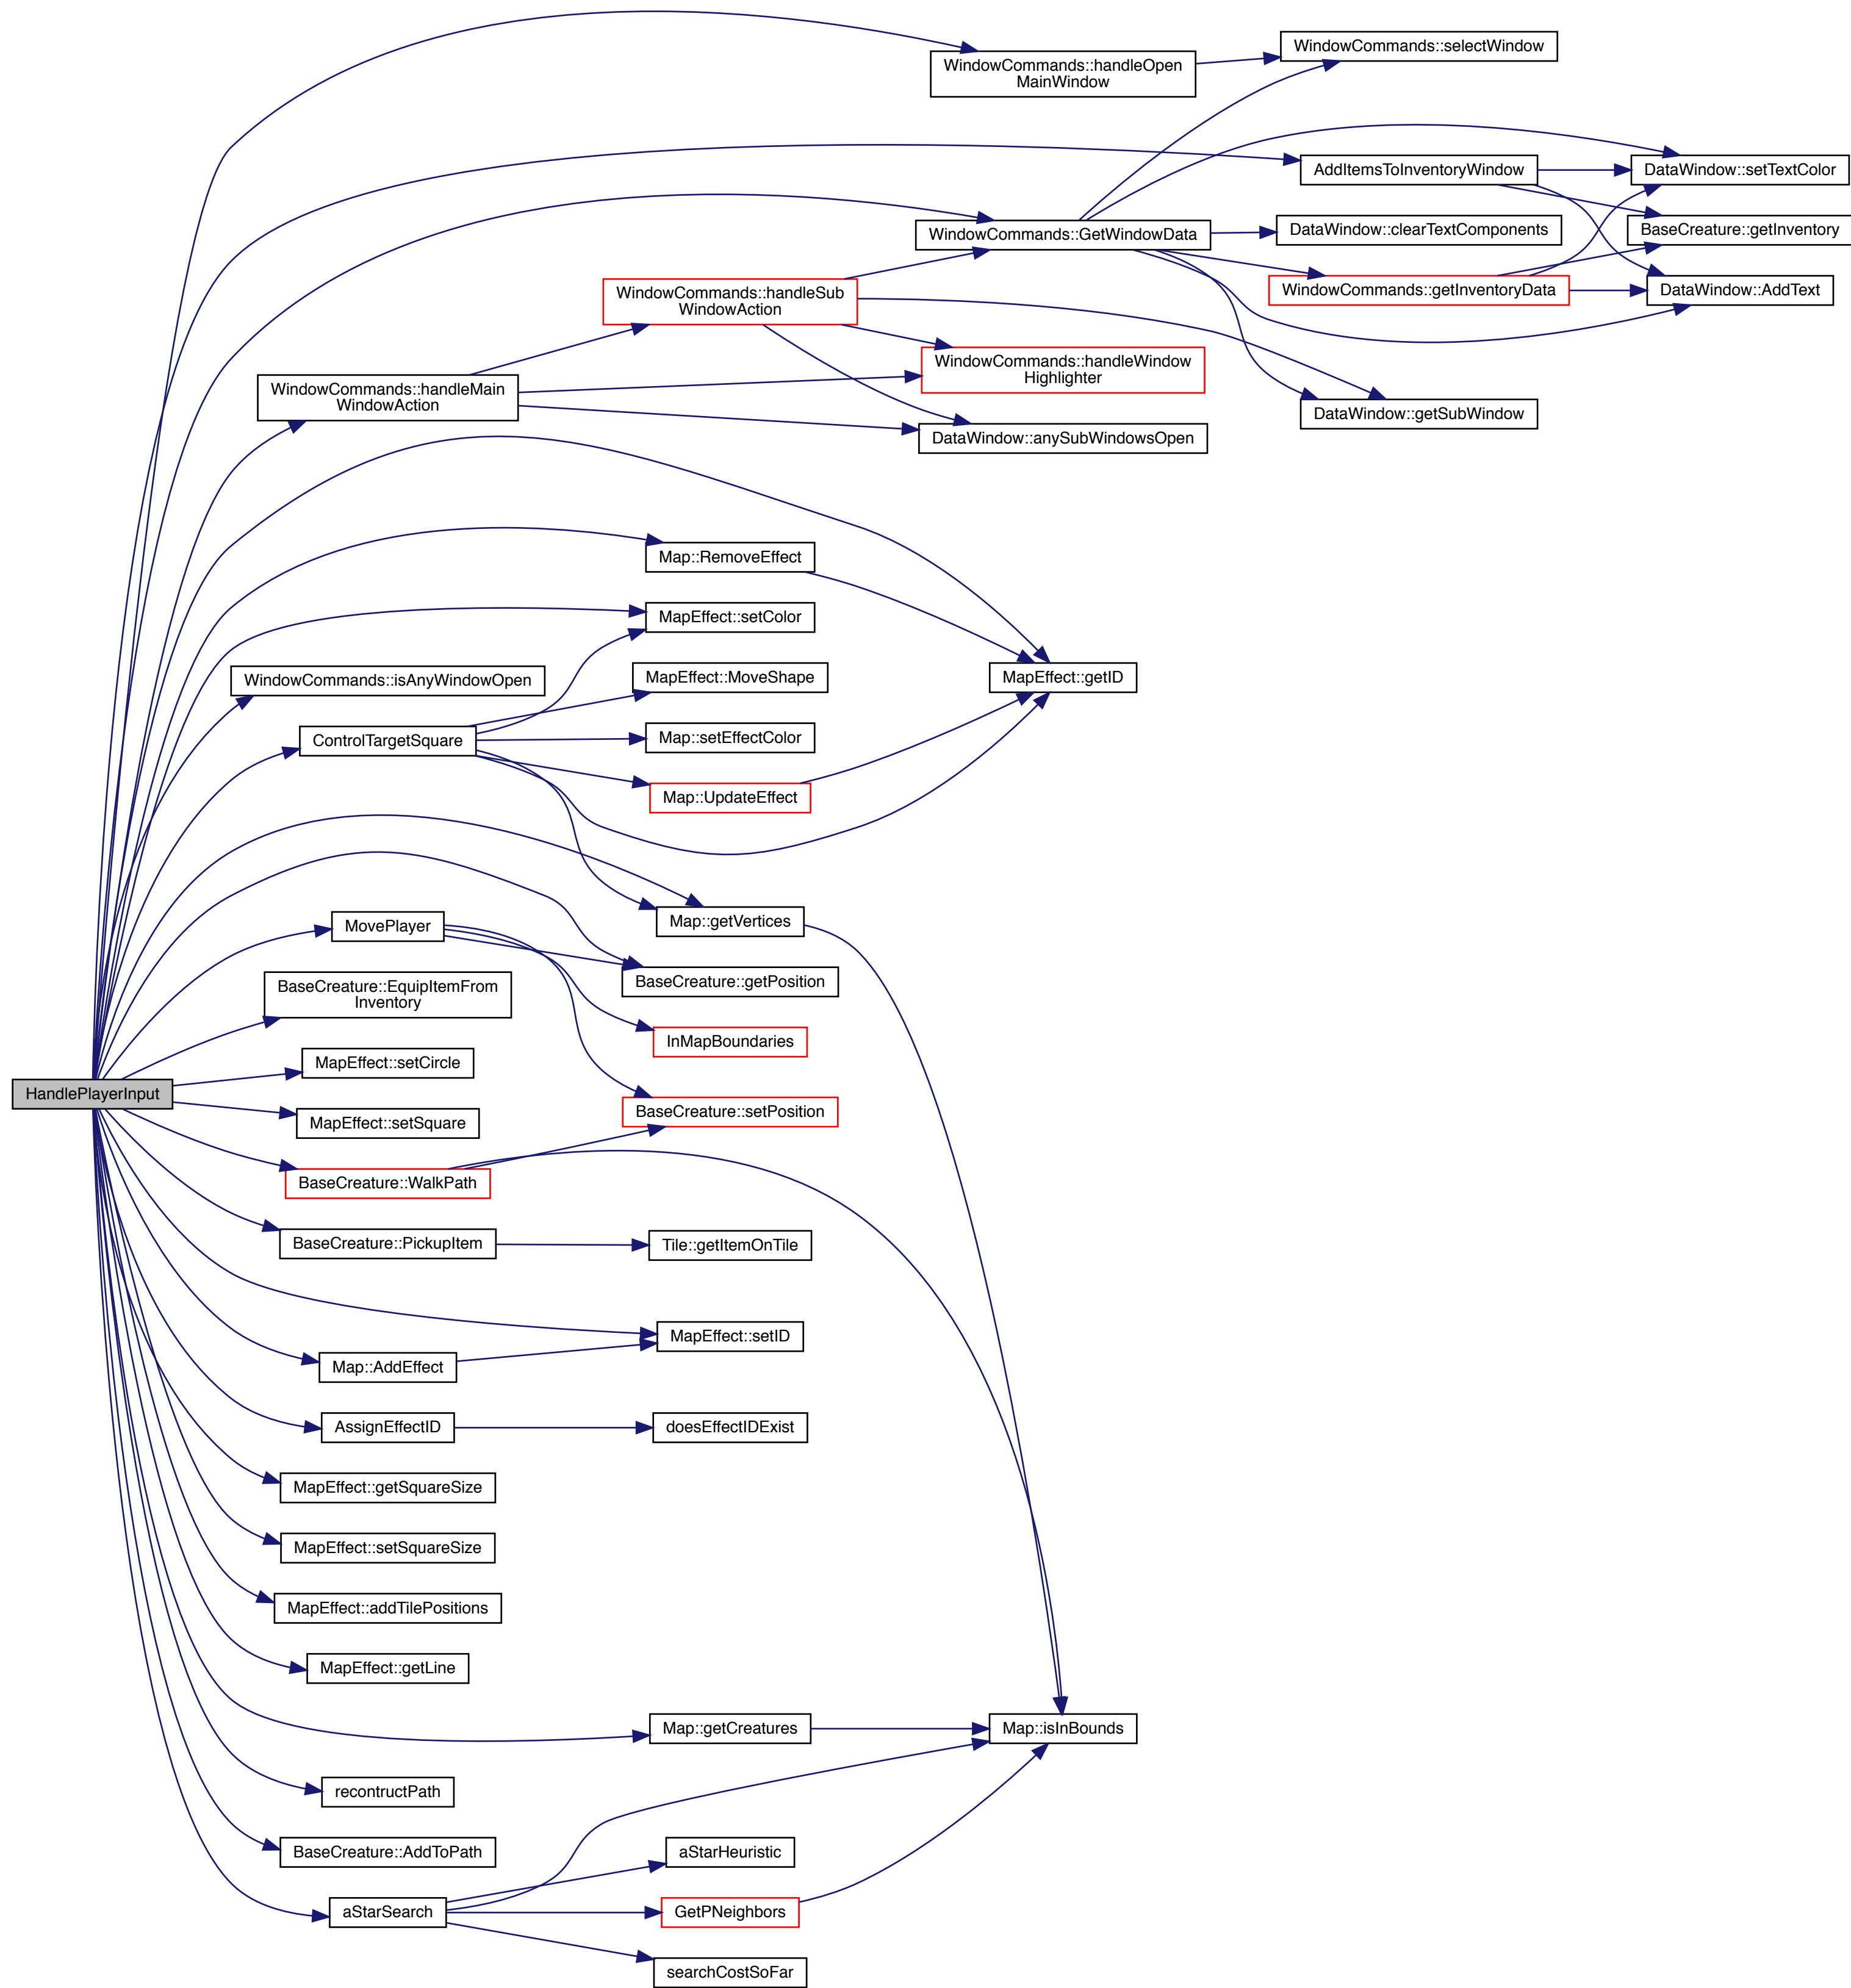 WindowCommands::selectWindow
WindowCommands::handleOpen
MainWindow
AddItemsToInventoryWindow
DataWindow::setTextColor
WindowCommands::GetWindowData
DataWindow::clearTextComponents
BaseCreature::getInventory
WindowCommands::handleSub
WindowAction
WindowCommands::getInventoryData
DataWindow::AddText
WindowCommands::handleWindow
Highlighter
WindowCommands::handleMain
WindowAction
DataWindow::getSubWindow
DataWindow::anySubWindowsOpen
Map::RemoveEffect
MapEffect::setColor
WindowCommands::isAnyWindowOpen
MapEffect::MoveShape
MapEffect::getID
ControlTargetSquare
Map::setEffectColor
Map::UpdateEffect
MovePlayer
Map::getVertices
BaseCreature::EquipItemFrom
Inventory
BaseCreature::getPosition
InMapBoundaries
MapEffect::setCircle
HandlePlayerInput
BaseCreature::setPosition
MapEffect::setSquare
BaseCreature::WalkPath
BaseCreature::PickupItem
Tile::getItemOnTile
MapEffect::setID
Map::AddEffect
AssignEffectID
doesEffectIDExist
MapEffect::getSquareSize
MapEffect::setSquareSize
MapEffect::addTilePositions
MapEffect::getLine
Map::getCreatures
Map::isInBounds
recontructPath
BaseCreature::AddToPath
aStarHeuristic
aStarSearch
GetPNeighbors
searchCostSoFar